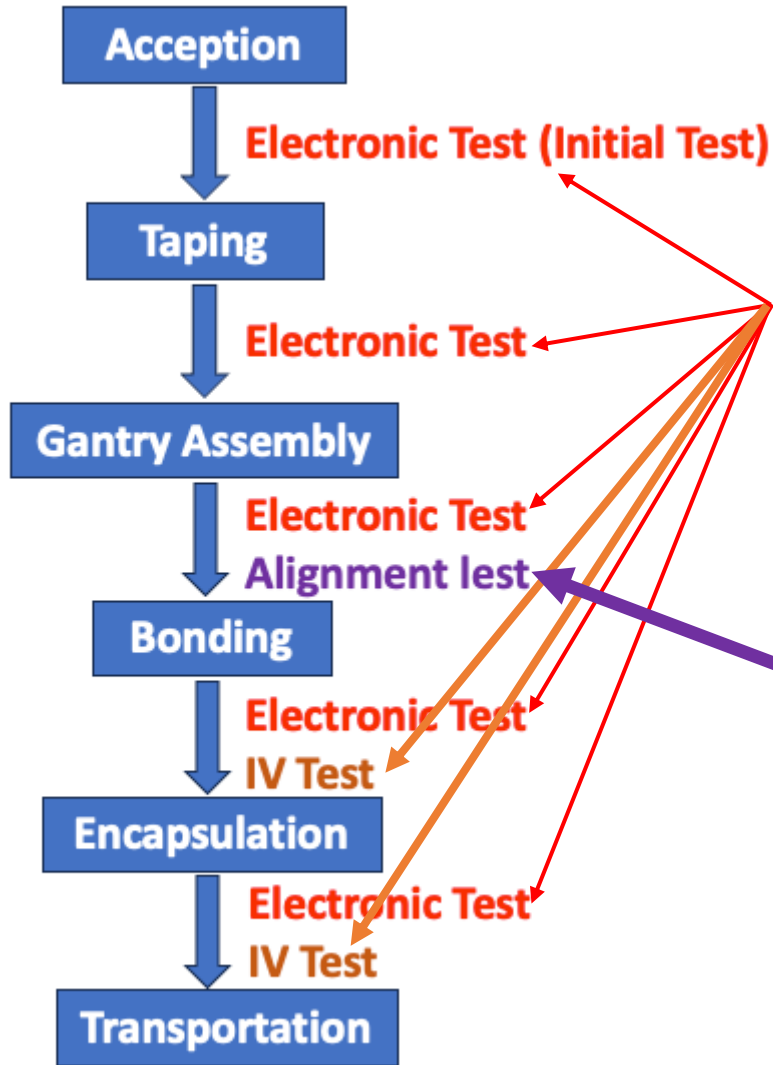 Acception
Electronic Test (Initial Test)
Taping
Electronic Test
Gantry Assembly
Electronic Test
Alignment lest
Bonding
Electronic Test
IV Test
Encapsulation
Electronic Test
IV Test
Transportation